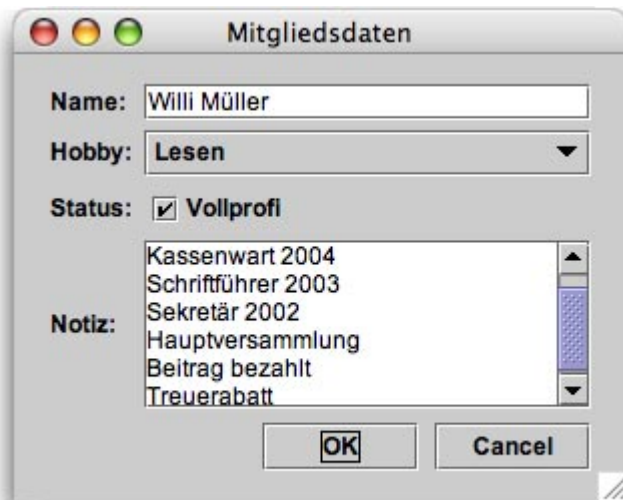 Mitgliedsdaten
Name: Willi Müller
Hobby: Lesen
Status: Vollprofi
Kassenwart 2004
Schriftführer 2003
Sekretär 2002
Notiz: Hauptversammlung
Beitrag bezahlt
Treuerabatt
OK Cancel